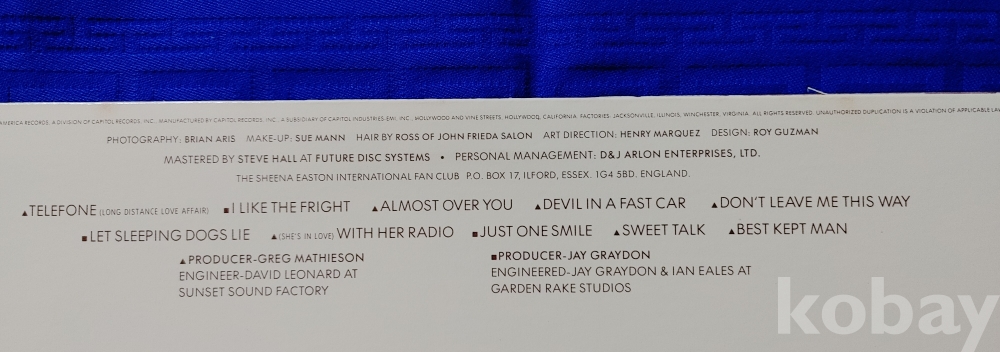 AMERICA RECORDS, A DIVISION OF CAPITOL RECORDS, INC., MANUFACTURED BY CAPITOL RECORDS, INC., A SUBSIDIARY OF CAPITOL INDUSTRIES-EMI, INC., HOLLYWOOD AND VINE STREETS, HOLLYWOOD, CALIFORNIA. FACTORIES: JACKSONVILLE, ILLINOIS, WINCHESTER, VIRGINIA. ALL RIGHTS RESERVED. UNAUTHORIZED DUPLICATION IS A VIOLATION OF APPLICABLE
PHOTOGRAPHY: BRIAN ARIS MAKE-UP: SUE MANN HAIR BY ROSS OF JOHN FRIEDA SALON ART DIRECTION: HENRY MARQUEZ DESIGN: ROY GUZMAN
MASTERED BY STEVE HALL AT FUTURE DISC SYSTEMS • PERSONAL MANAGEMENT: D&J ARLON ENTERPRISES, LTD.
THE SHEENA EASTON INTERNATIONAL FAN CLUB P.O. BOX 17, ILFORD, ESSEX. 1G4 5BD. ENGLAND.
▲TELEFONE (LONG DISTANCE LOVE AFFAIR) ■I LIKE THE FRIGHT ▲ALMOST OVER YOU ▲DEVIL IN A FAST CAR ▲DON'T LEAVE ME THIS WAY
■LET SLEEPING DOGS LIE ▲(SHE'S IN LOVE) WITH HER RADIO ■JUST ONE SMILE ▲SWEET TALK ▲BEST KEPT MAN
▲PRODUCER-GREG MATHIESON
ENGINEER-DAVID LEONARD AT
SUNSET SOUND FACTORY
■PRODUCER-JAY GRAYDON
ENGINEERED-JAY GRAYDON & IAN EALES AT
GARDEN RAKE STUDIOS
kobay